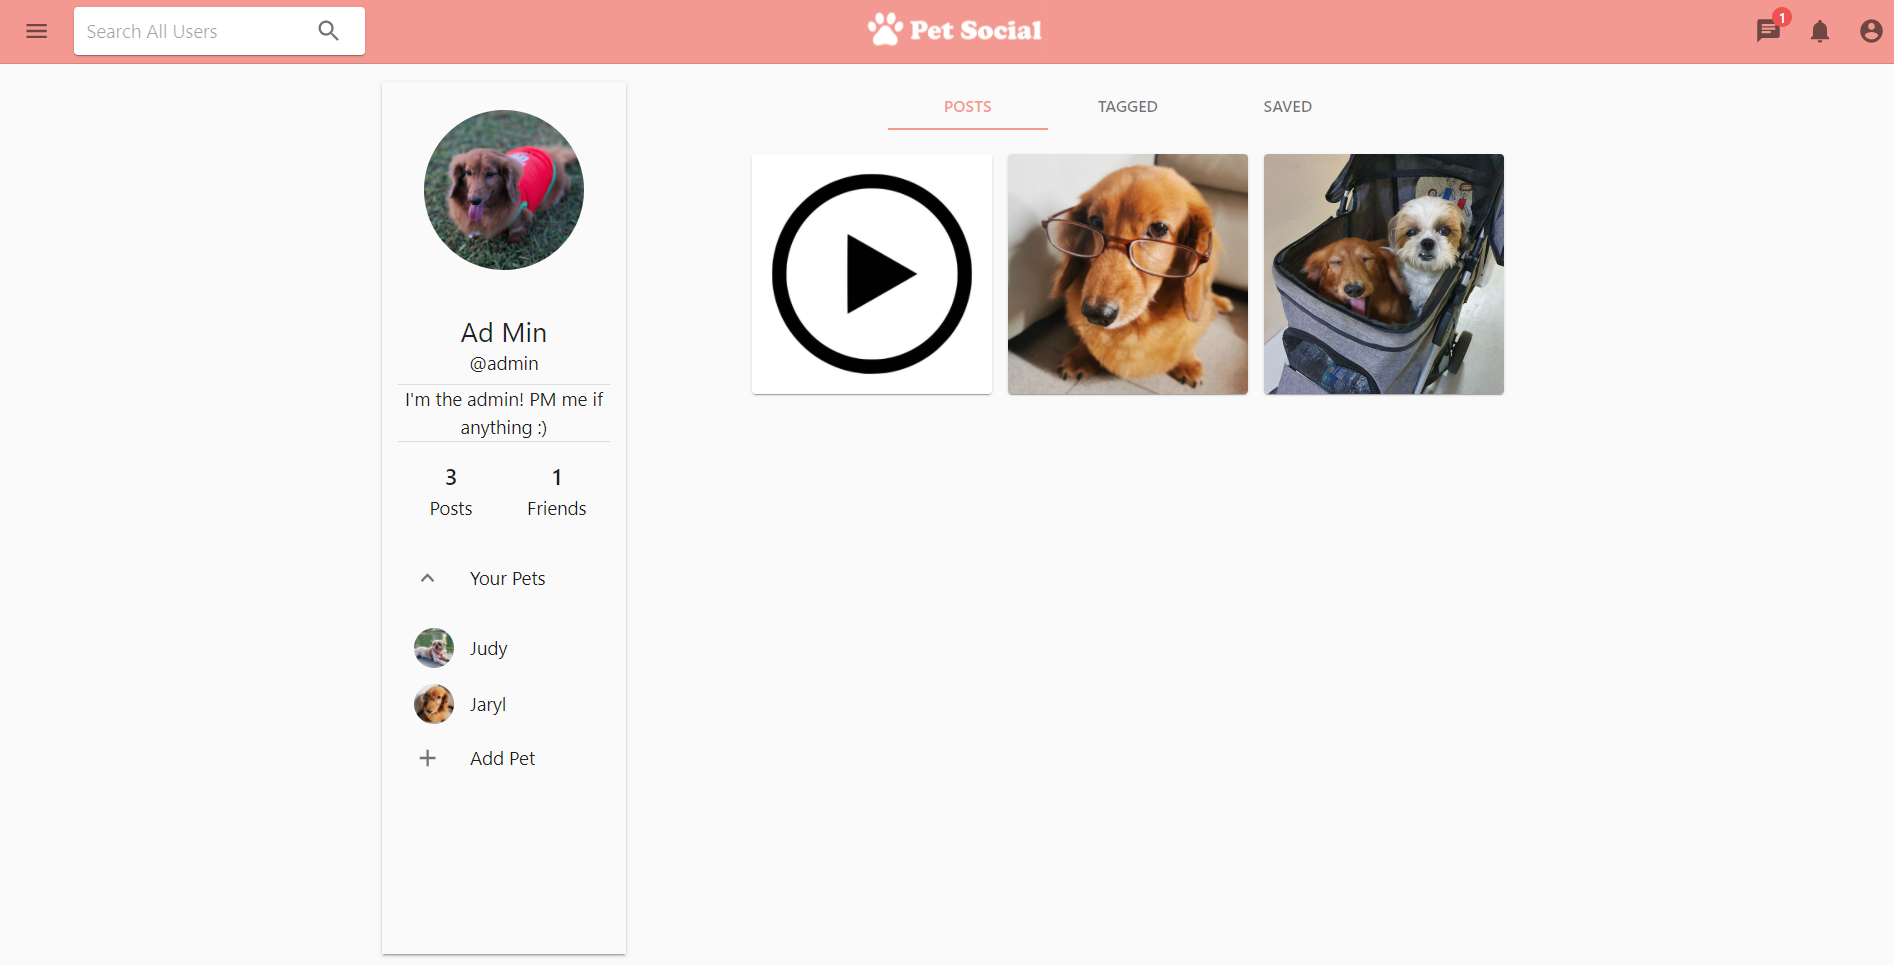 Search All Users
Pet Social
1
POSTS
TAGGED
SAVED
Ad Min
@admin
I'm the admin! PM me if
anything :)
3
1
Posts
Friends
Your Pets
Judy
Jaryl
Add Pet